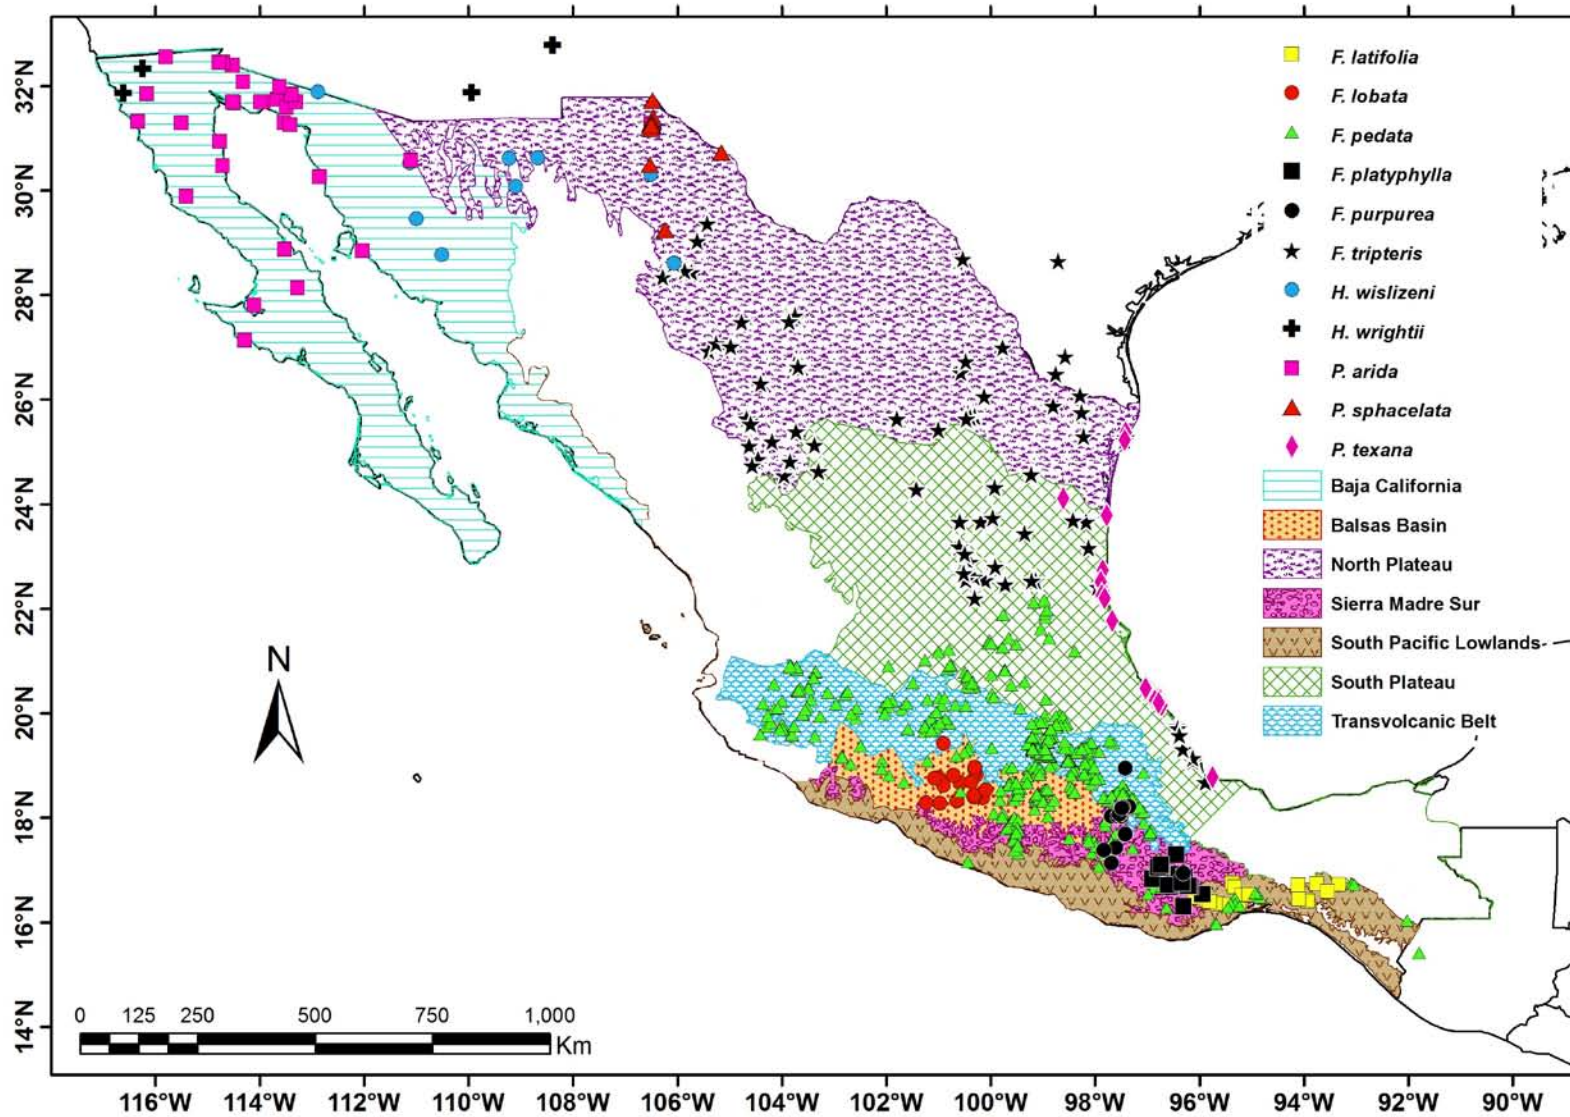 32°N
30°N
28°N
26°N
24°N
22°N
20°N
18°N
16°N
14°N
F. latifolia
F. lobata
F. pedata
F. platyphylla
F. purpurea
F. tripteris
H. wislizeni
H. wrightii
P. arida
P. sphacelata
P. texana
Baja California
Balsas Basin
North Plateau
Sierra Madre Sur
South Pacific Lowlands
South Plateau
Transvolcanic Belt
N
0 125 250 500 750 1,000
Km
116°W 114°W 112°W 110°W 108°W 106°W 104°W 102°W 100°W 98°W 96°W 94°W 92°W 90°W